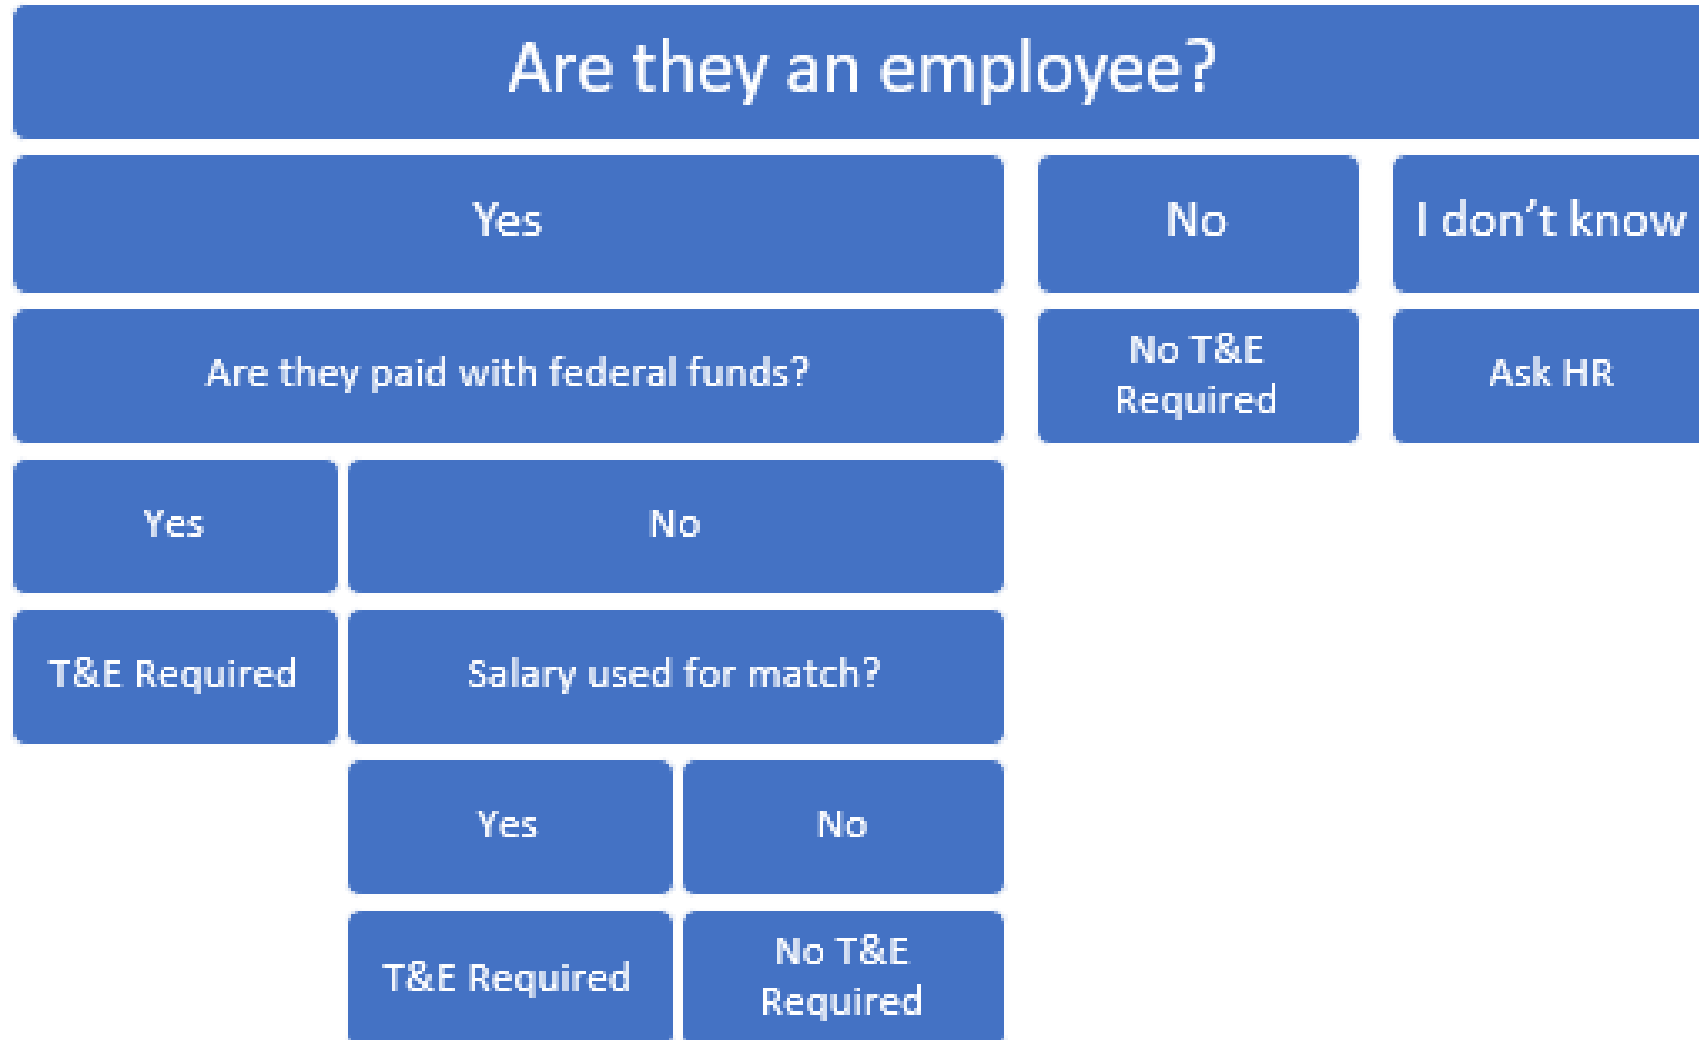 Are they an employee?
Yes
No
I don't know
Are they paid with federal funds?
No T&E
Required
Ask HR
Yes
No
T&E Required
Salary used for match?
Yes
No
T&E Required
No T&E
Required